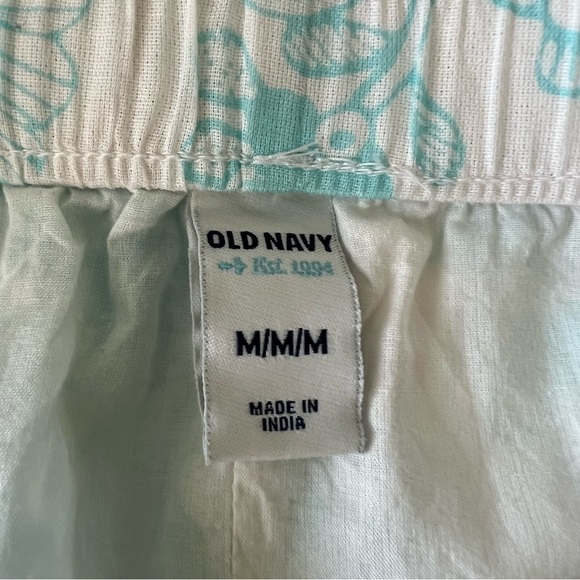 OLD NAVY
Est. 1994
M/M/M
MADE IN
INDIA